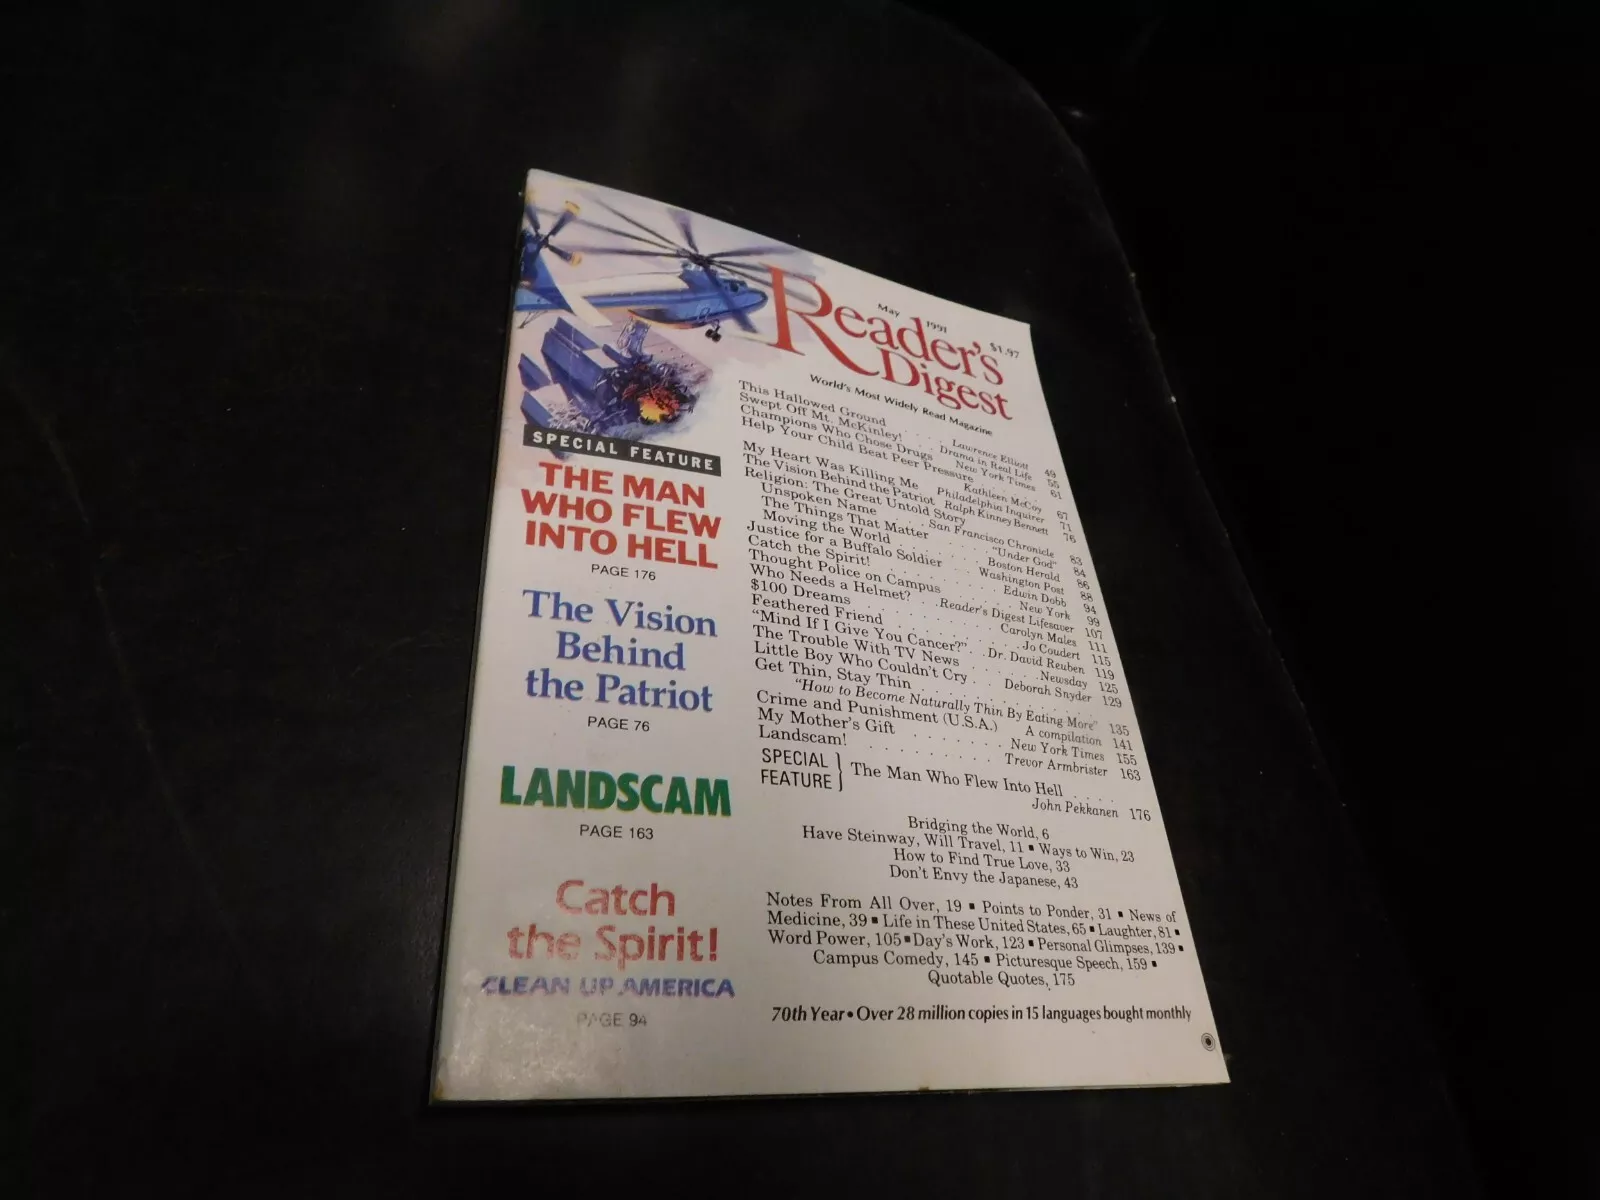 May 1991 $1.97
Reader's
Digest
World's Most Widely Read Magazine
SPECIAL FEATURE
THE MAN
WHO FLEW
INTO HELL
PAGE 176
The Vision
Behind
the Patriot
PAGE 76
LANDSCAM
PAGE 163
Catch
the Spirit!
CLEAN UP AMERICA
PAGE 94
This Hallowed Ground . . . Lawrence Elliott 49
Swept Off Mt. McKinley! . . . Drama in Real Life 55
Champions Who Chose Drugs New York Times 61
Help Your Child Beat Peer Pressure . . . . .
Kathleen McCoy 67
My Heart Was Killing Me Philadelphia Inquirer 71
The Vision Behind the Patriot Ralph Kinney Bennett 76
Religion: The Great Untold Story
San Francisco Chronicle 83
Unspoken Name . . . . . "Under God" 84
The Things That Matter . . . Boston Herald 86
Moving the World . . . Washington Post 88
Justice for a Buffalo Soldier . . . Edwin Dobb
Catch the Spirit! . . . . . . . New York 94
Thought Police on Campus . . . 99
Who Needs a Helmet? . . Reader's Digest Lifesaver 107
$100 Dreams . . . . . . . Carolyn Males 111
Feathered Friend . . . . . . . Jo Coudert 115
"Mind If I Give You Cancer?" . . Dr. David Reuben 119
The Trouble With TV News . . . . . Newsday 125
Little Boy Who Couldn't Cry . . Deborah Snyder 129
Get Thin, Stay Thin . . . . . . . .
"How to Become Naturally Thin By Eating More" 135
Crime and Punishment (U.S.A.) A compilation 141
My Mother's Gift . . . . . . . New York Times 155
Landscam! . . . . . . . . Trevor Armbrister 163
SPECIAL FEATURE } The Man Who Flew Into Hell . . . .
John Pekkanen 176
Bridging the World, 6
Have Steinway, Will Travel, 11 ▪ Ways to Win, 23
How to Find True Love, 33
Don't Envy the Japanese, 43
Notes From All Over, 19 ▪ Points to Ponder, 31 ▪ News of
Medicine, 39 ▪ Life in These United States, 65 ▪ Laughter, 81 ▪
Word Power, 105 ▪ Day's Work, 123 ▪ Personal Glimpses, 139 ▪
Campus Comedy, 145 ▪ Picturesque Speech, 159 ▪
Quotable Quotes, 175
70th Year • Over 28 million copies in 15 languages bought monthly